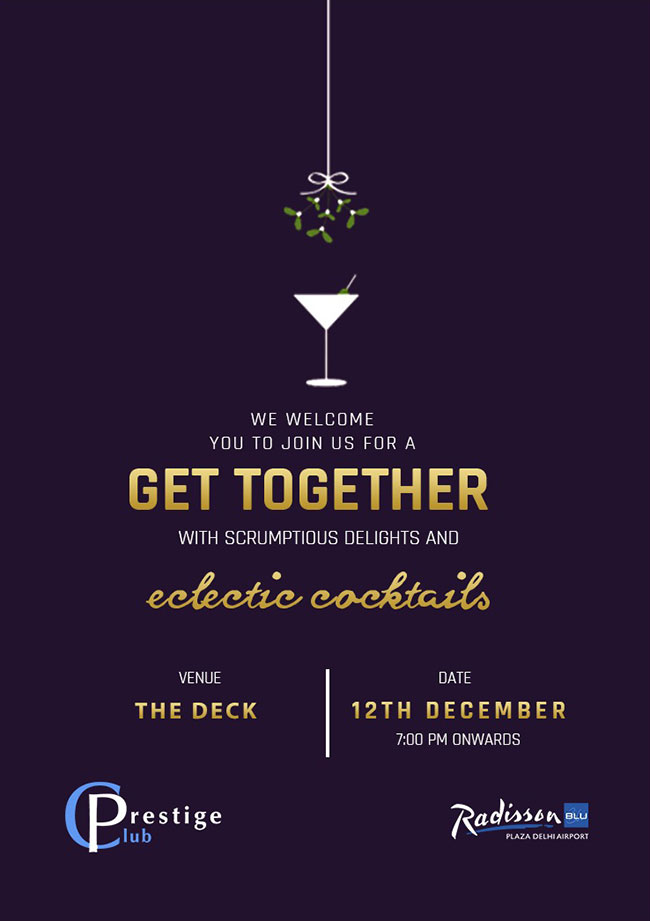 WE WELCOME
YOU TO JOIN US FOR A
GET TOGETHER
WITH SCRUMPTIOUS DELIGHTS AND
eclectic cocktails
VENUE
THE DECK
DATE
12TH DECEMBER
7:00 PM ONWARDS
Prestige
Club
Radisson BLU
PLAZA DELHI AIRPORT